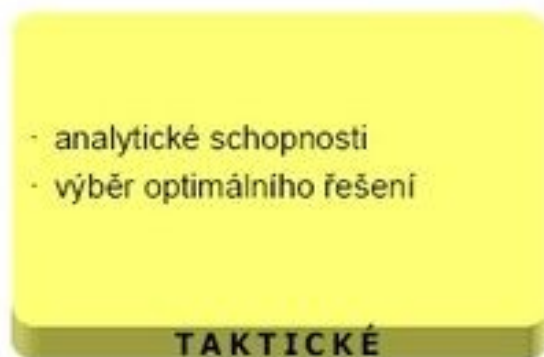 · analytické schopnosti
· výběr optimálního řešení
TAKTICKÉ